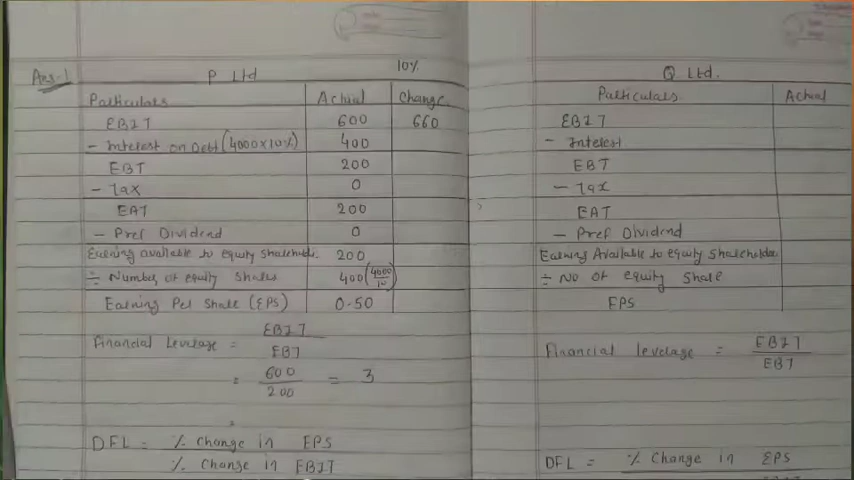 Ans-1
P Ltd
10%
Particulars Actual Change
EBIT 600 660
- Interest on Debt (4000×10%) 400
EBT 200
- Tax 0
EAT 200
- Pref Dividend 0
Earning available to equity shareholds. 200
÷ Number of equity shares 400 (4000/10)
Earning Per Share (EPS) 0.50
Financial Leverage = EBIT
EBT
= 600 = 3
200
DFL = % Change in EPS
% Change in EBIT
Q Ltd.
Particulars Actual
EBIT
- Interest
EBT
- Tax
EAT
- Pref Dividend
Earning Available to equity shareholder
÷ No of equity share
EPS
Financial leverage = EBIT
EBT
DFL = % Change in EPS